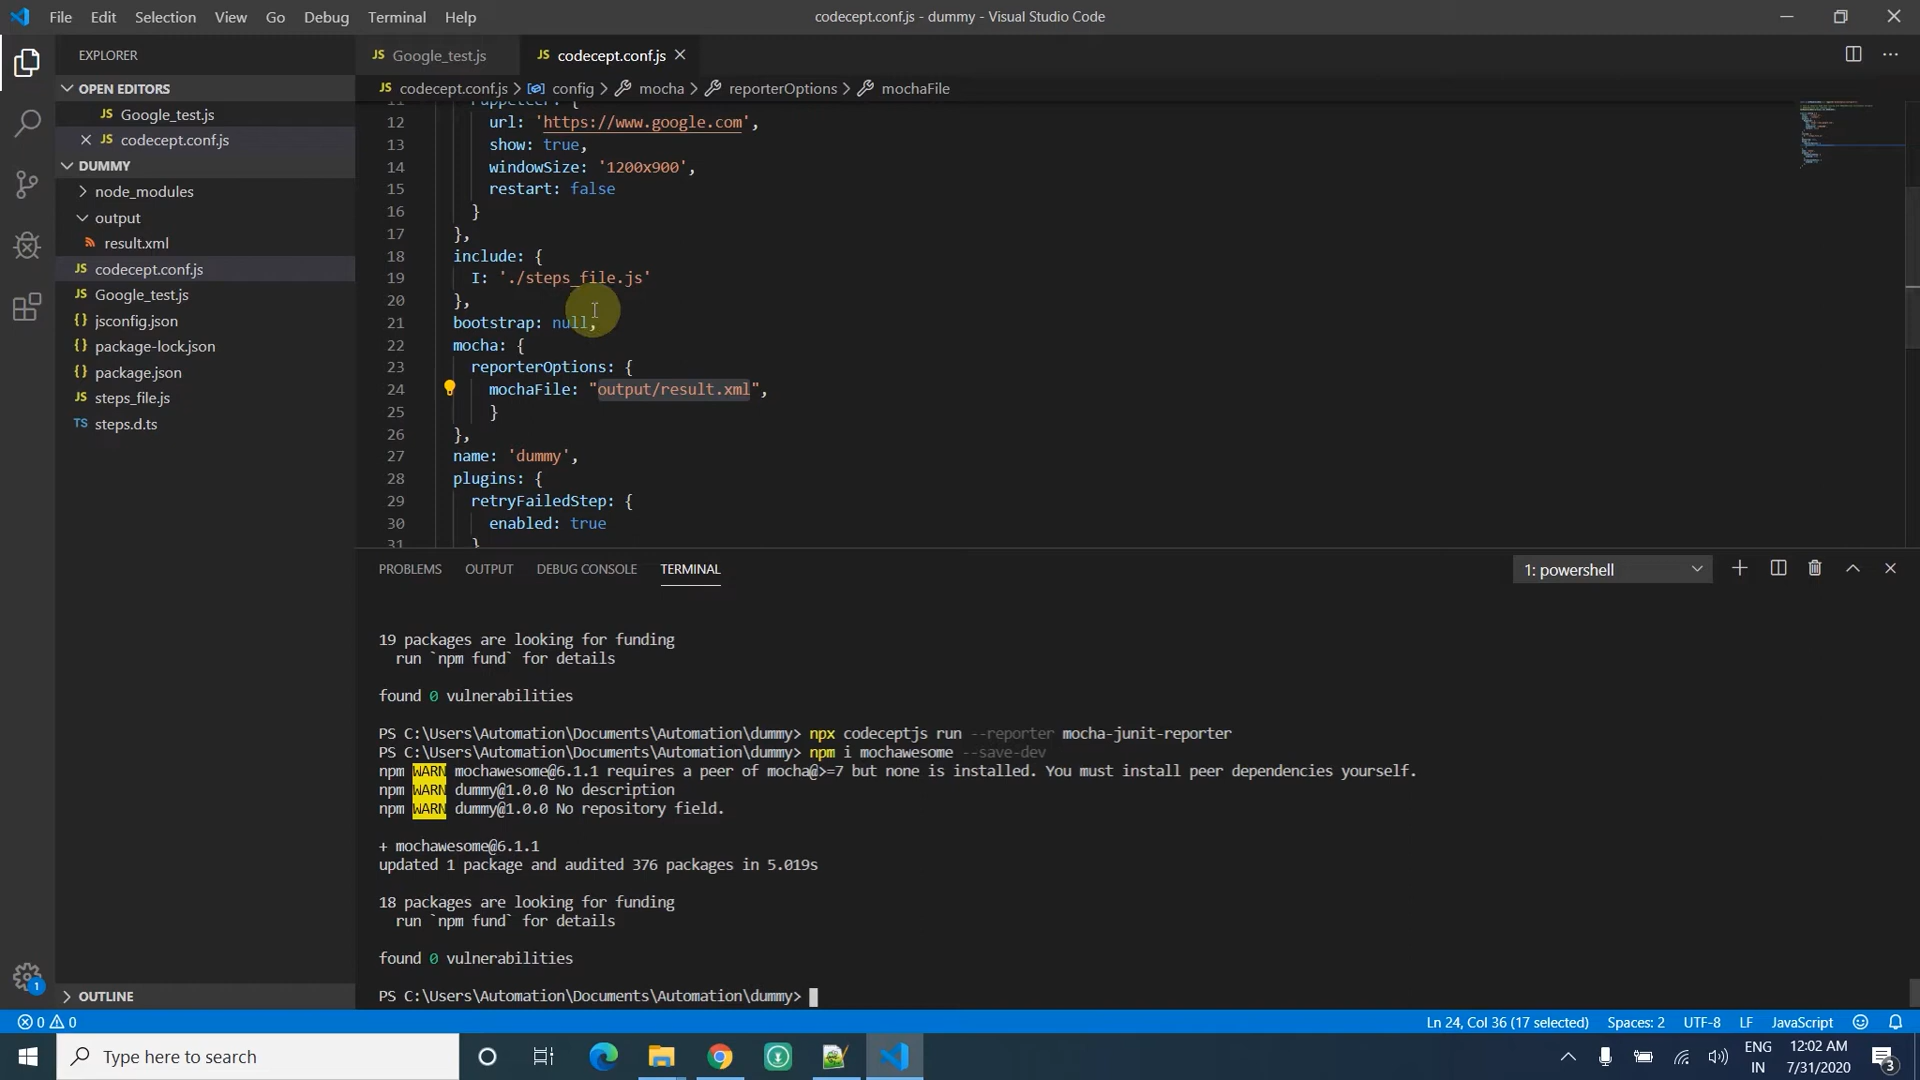 File Edit Selection View Go Debug Terminal Help
codecept.conf.js - dummy - Visual Studio Code
EXPLORER
OPEN EDITORS
JS Google_test.js
JS codecept.conf.js
DUMMY
node_modules
output
result.xml
JS codecept.conf.js
JS Google_test.js
{} jsconfig.json
{} package-lock.json
{} package.json
JS steps_file.js
TS steps.d.ts
OUTLINE
JS Google_test.js
JS codecept.conf.js
JS codecept.conf.js > config > mocha > reporterOptions > mochaFile
11 Puppeteer: {
12 url: 'https://www.google.com',
13 show: true,
14 windowSize: '1200x900',
15 restart: false
16 }
17 },
18 include: {
19 I: './steps_file.js'
20 },
21 bootstrap: null,
22 mocha: {
23 reporterOptions: {
24 mochaFile: "output/result.xml",
25 }
26 },
27 name: 'dummy',
28 plugins: {
29 retryFailedStep: {
30 enabled: true
31 }
PROBLEMS OUTPUT DEBUG CONSOLE TERMINAL
1: powershell
19 packages are looking for funding
run `npm fund` for details
found 0 vulnerabilities
PS C:\Users\Automation\Documents\Automation\dummy> npx codeceptjs run --reporter mocha-junit-reporter
PS C:\Users\Automation\Documents\Automation\dummy> npm i mochawesome --save-dev
npm WARN mochawesome@6.1.1 requires a peer of mocha@>=7 but none is installed. You must install peer dependencies yourself.
npm WARN dummy@1.0.0 No description
npm WARN dummy@1.0.0 No repository field.
+ mochawesome@6.1.1
updated 1 package and audited 376 packages in 5.019s
18 packages are looking for funding
run `npm fund` for details
found 0 vulnerabilities
PS C:\Users\Automation\Documents\Automation\dummy>
1
0 0
Ln 24, Col 36 (17 selected) Spaces: 2 UTF-8 LF JavaScript
Type here to search
ENG
IN
12:02 AM
7/31/2020
3